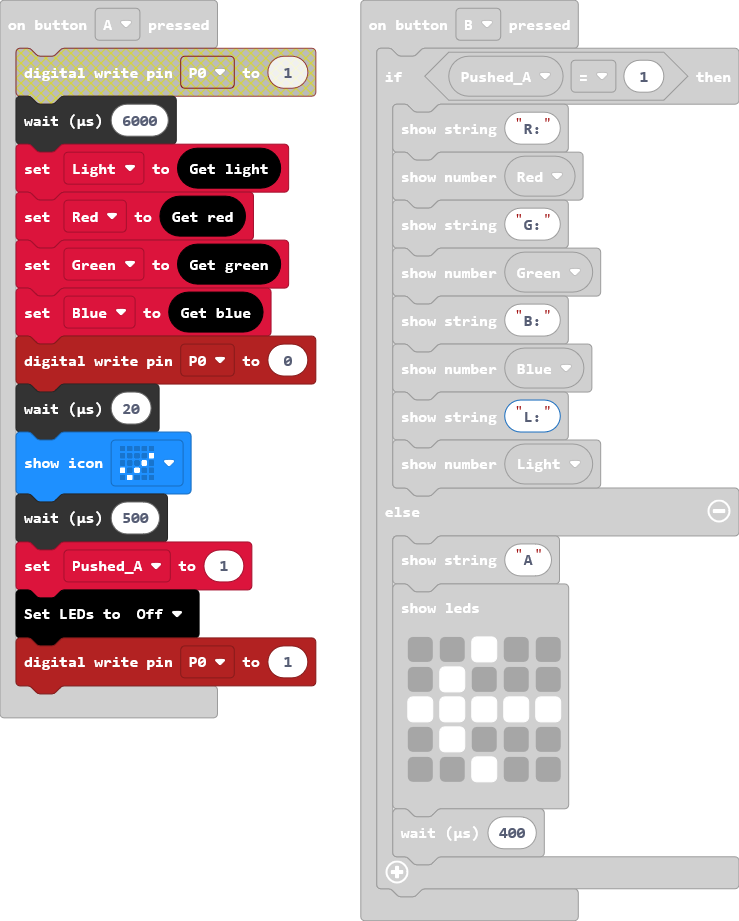 on button A pressed
digital write pin P0 to 1
wait (µs) 6000
set Light to Get light
set Red to Get red
set Green to Get green
set Blue to Get blue
digital write pin P0 to 0
wait (µs) 20
show icon
wait (µs) 500
set Pushed_A to 1
Set LEDs to Off
digital write pin P0 to 1
on button B pressed
if Pushed_A = 1 then
show string "R:"
show number Red
show string "G:"
show number Green
show string "B:"
show number Blue
show string "L:"
show number Light
else
show string "A"
show leds
wait (µs) 400